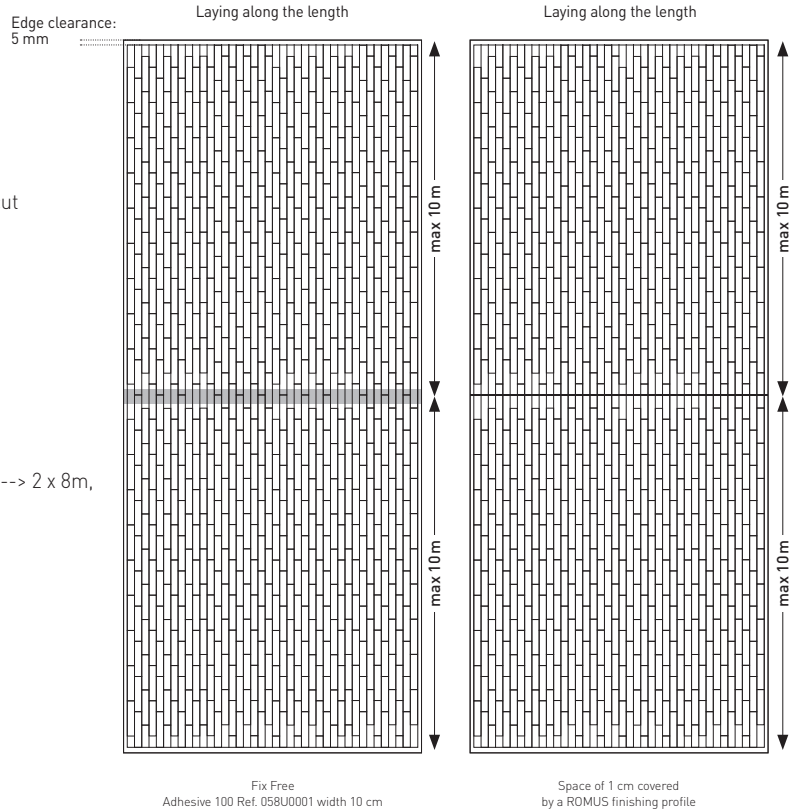 Laying along the length
Laying along the length
Edge clearance:
5 mm
max 10 m
max 10 m
ut
--> 2 x 8m,
max 10 m
max 10 m
Fix Free
Adhesive 100 Ref. 058U0001 width 10 cm
Space of 1 cm covered
by a ROMUS finishing profile